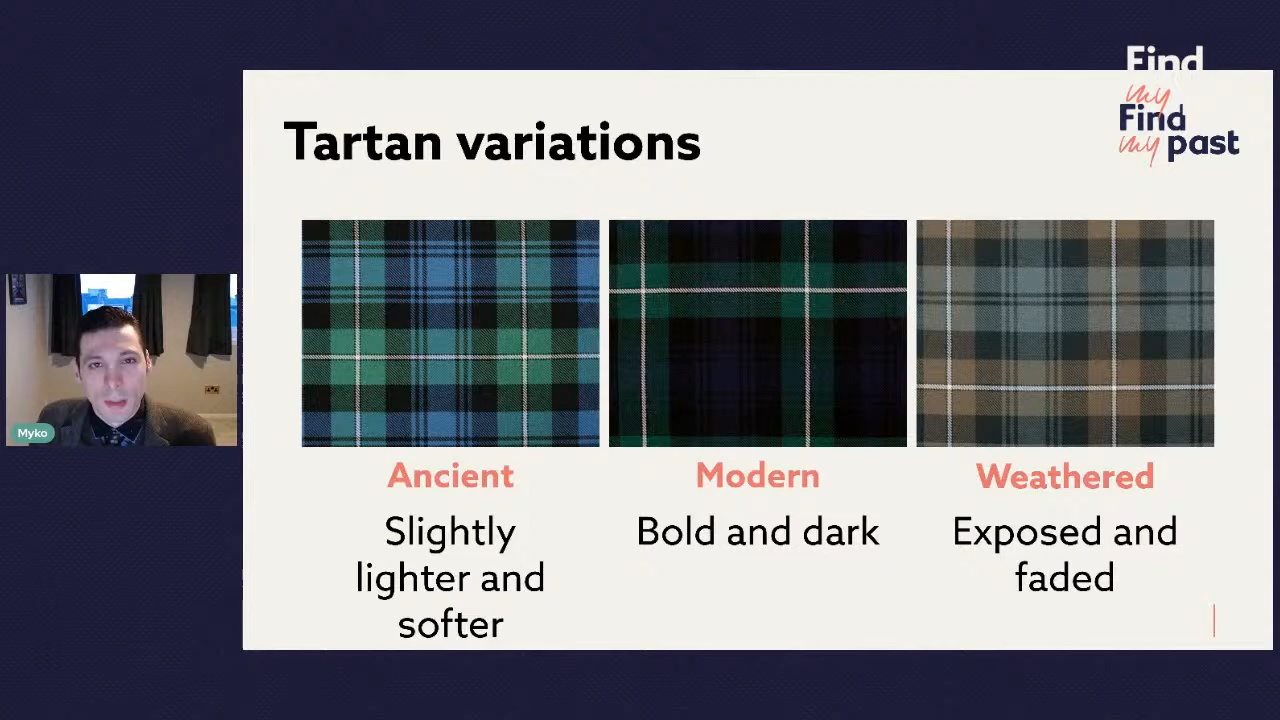 Find
my
Find
my past
Tartan variations
Ancient
Modern
Weathered
Slightly
lighter and
softer
Bold and dark
Exposed and
faded
Myko